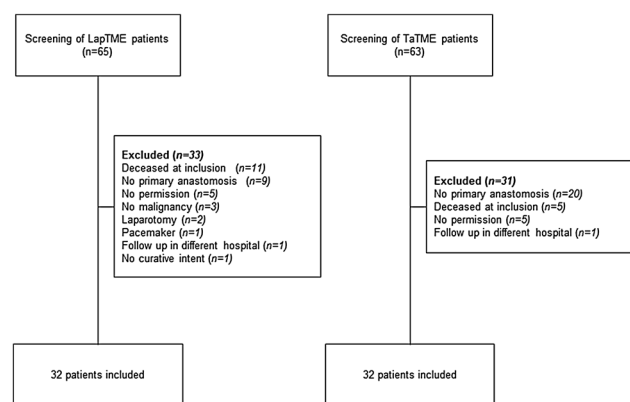 Screening of LapTME patients
(n=65)
Excluded (n=33)
Deceased at inclusion (n=11)
No primary anastomosis (n=9)
No permission (n=5)
No malignancy (n=3)
Laparotomy (n=2)
Pacemaker (n=1)
Follow up in different hospital (n=1)
No curative intent (n=1)
32 patients included
Screening of TaTME patients
(n=63)
Excluded (n=31)
No primary anastomosis (n=20)
Deceased at inclusion (n=5)
No permission (n=5)
Follow up in different hospital (n=1)
32 patients included